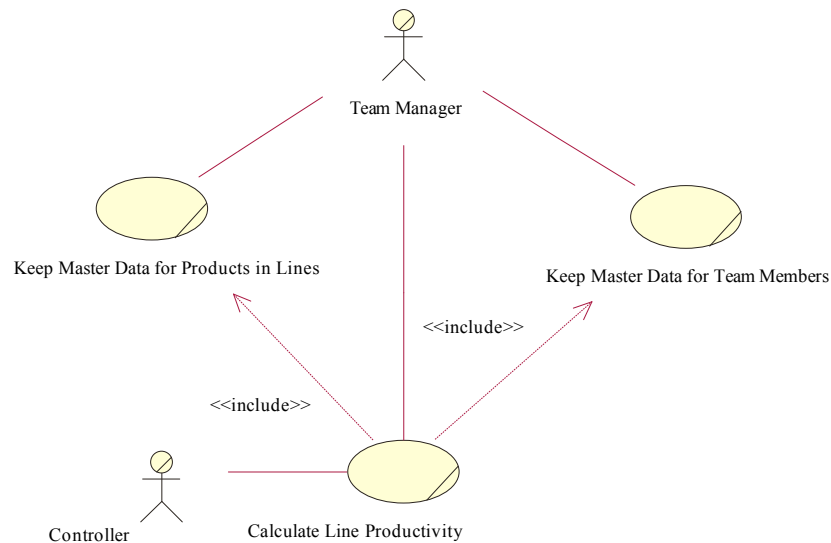 Team Manager
Keep Master Data for Products in Lines
Keep Master Data for Team Members
<<include>>
<<include>>
Controller
Calculate Line Productivity